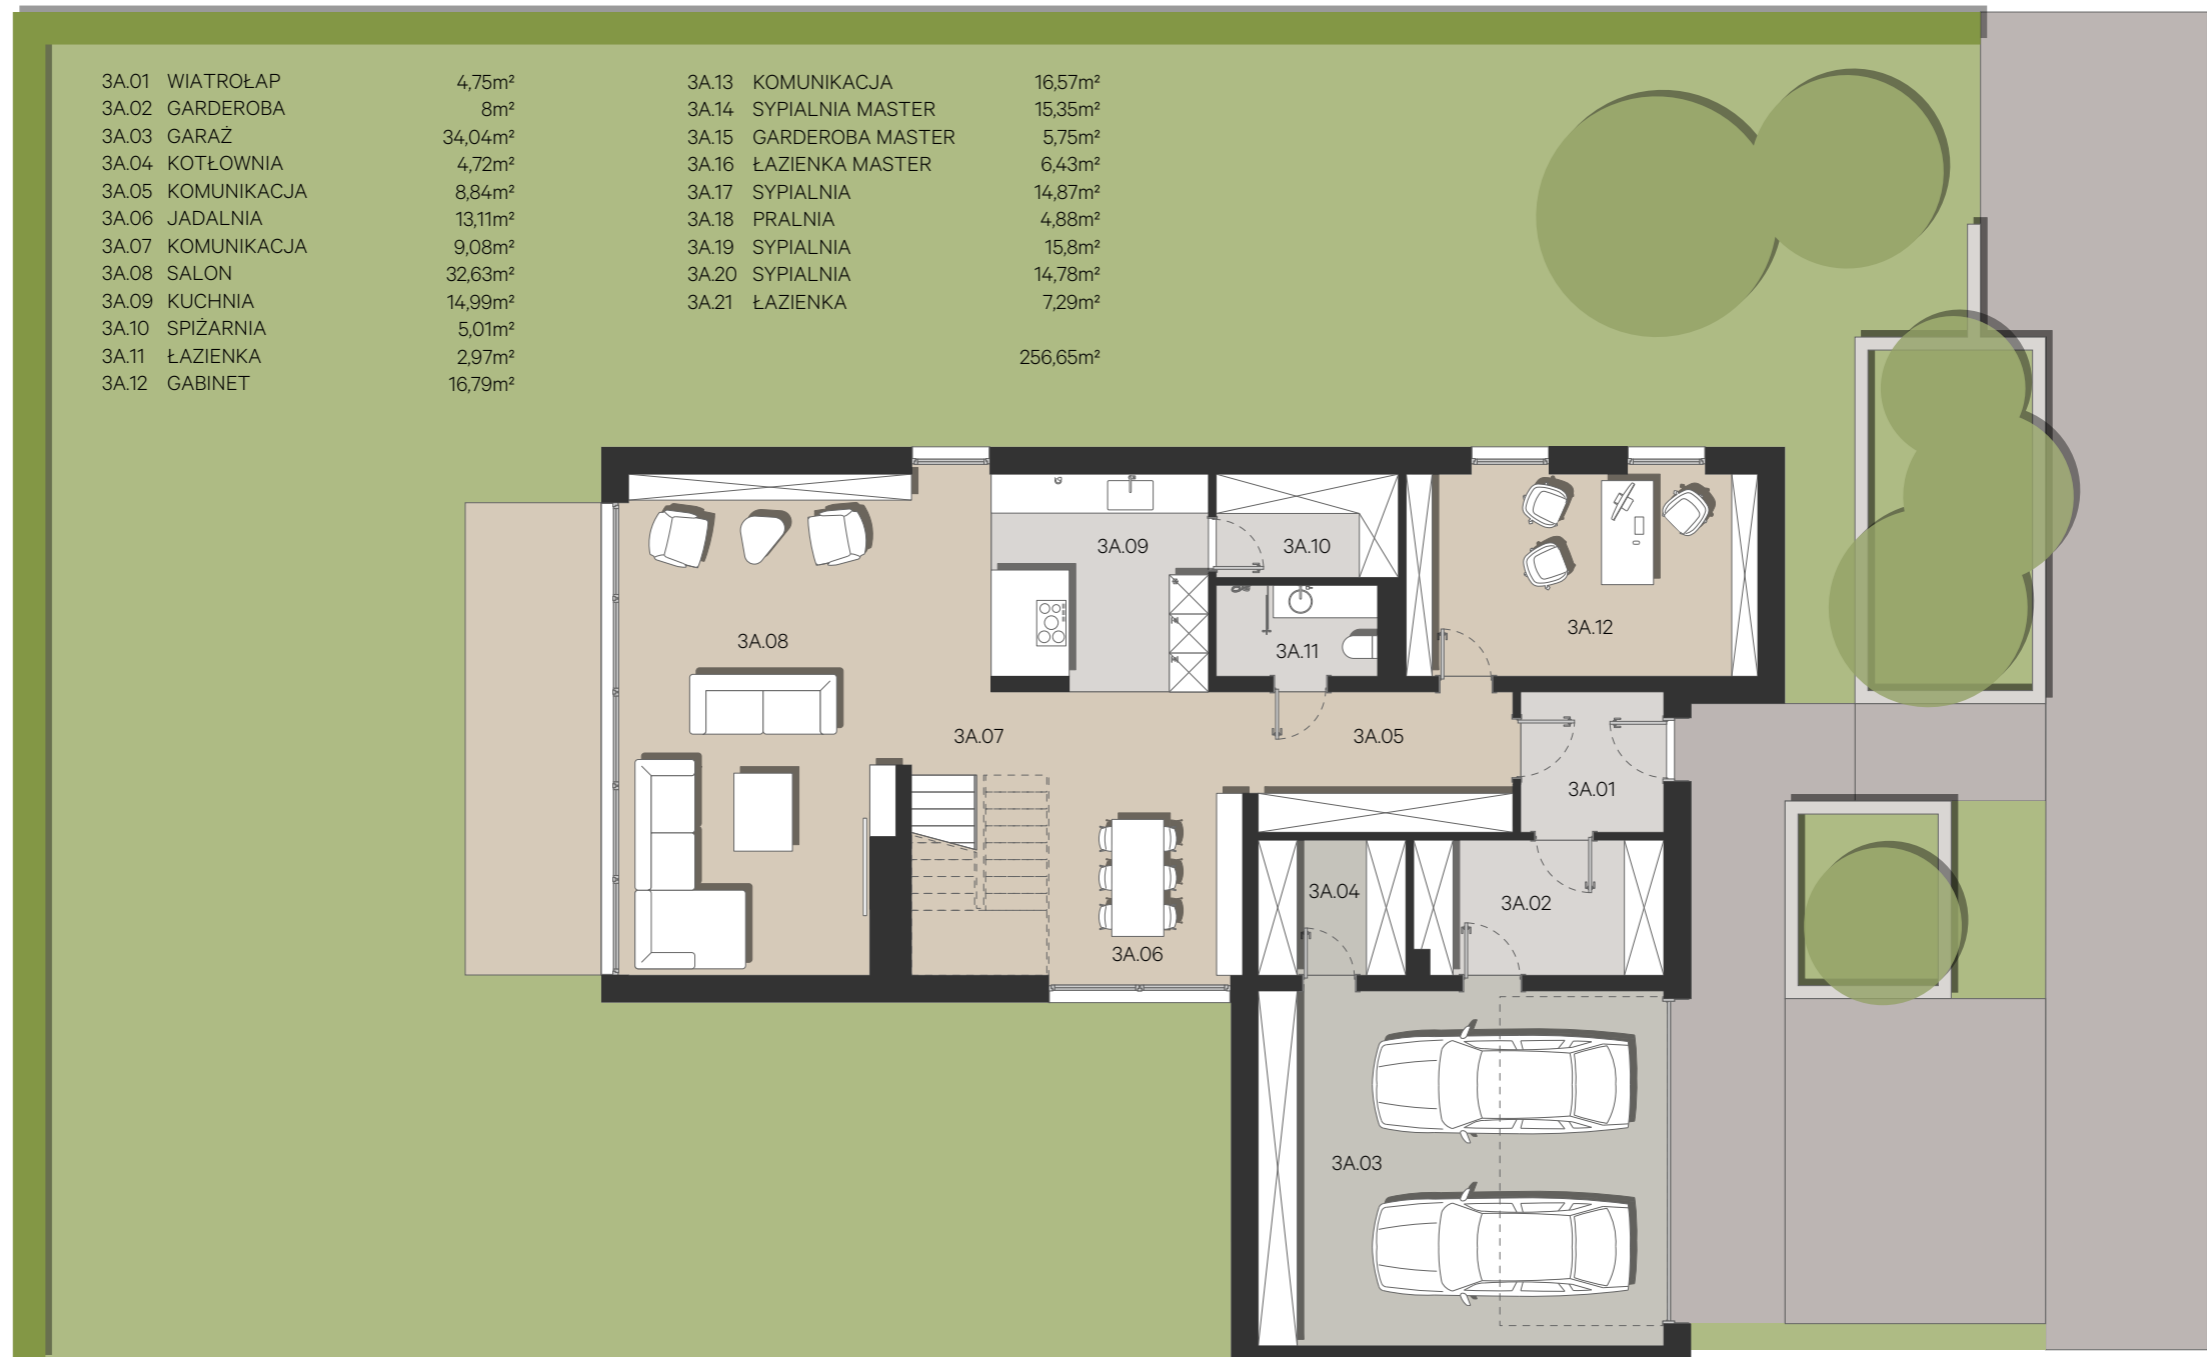 3A.01 WIATROŁAP 4,75m²
3A.02 GARDEROBA 8m²
3A.03 GARAŻ 34,04m²
3A.04 KOTŁOWNIA 4,72m²
3A.05 KOMUNIKACJA 8,84m²
3A.06 JADALNIA 13,11m²
3A.07 KOMUNIKACJA 9,08m²
3A.08 SALON 32,63m²
3A.09 KUCHNIA 14,99m²
3A.10 SPIŻARNIA 5,01m²
3A.11 ŁAZIENKA 2,97m²
3A.12 GABINET 16,79m²
3A.13 KOMUNIKACJA 16,57m²
3A.14 SYPIALNIA MASTER 15,35m²
3A.15 GARDEROBA MASTER 5,75m²
3A.16 ŁAZIENKA MASTER 6,43m²
3A.17 SYPIALNIA 14,87m²
3A.18 PRALNIA 4,88m²
3A.19 SYPIALNIA 15,8m²
3A.20 SYPIALNIA 14,78m²
3A.21 ŁAZIENKA 7,29m²
256,65m²
3A.09
3A.10
3A.12
3A.08
3A.11
3A.07
3A.05
3A.01
3A.04
3A.02
3A.06
3A.03